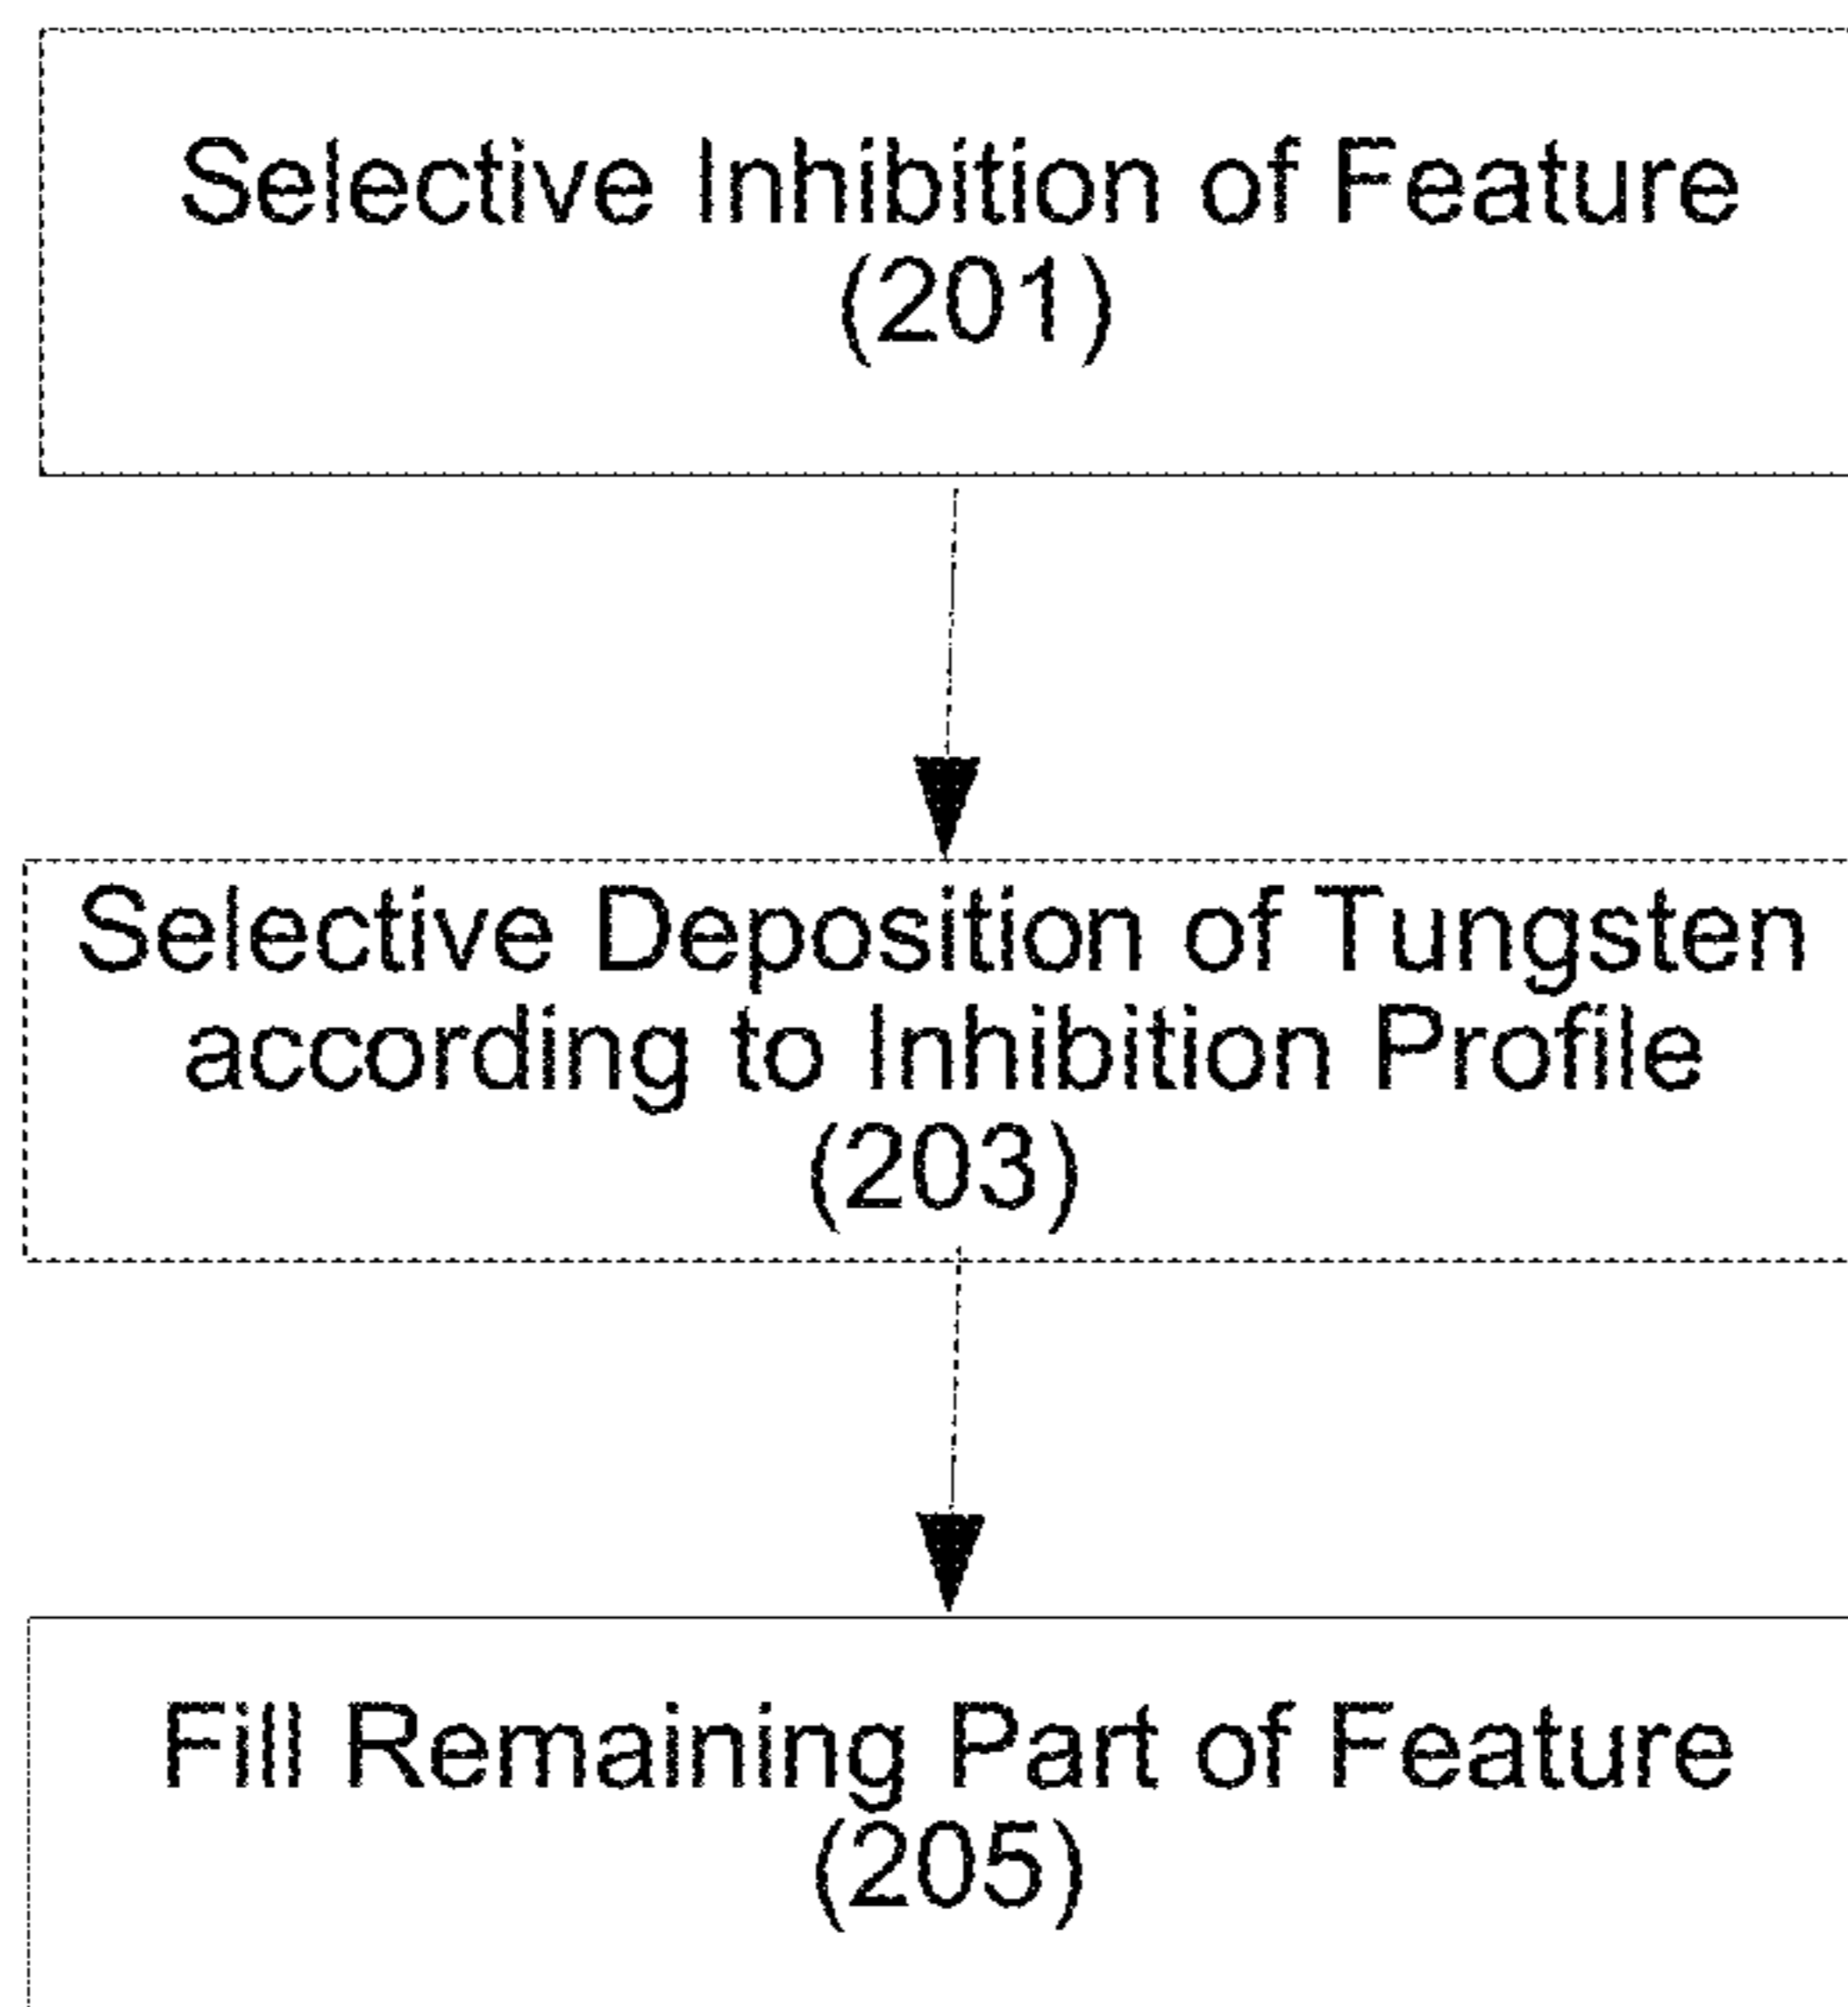 Selective Inhibition of Feature
(201)
Selective Deposition of Tungsten
according to Inhibition Profile
(203)
Fill Remaining Part of Feature
(205)